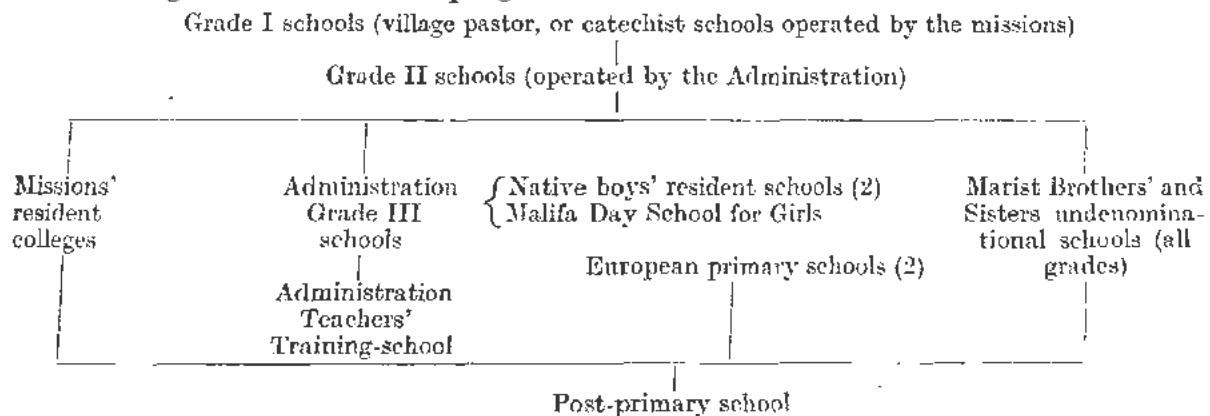 Grade I schools (village pastor, or catechist schools operated by the missions)
Grade II schools (operated by the Administration)
Missions'
resident
colleges
Administration
Grade III
schools
Administration
Teachers'
Training-school
Native boys' resident schools (2)
Malifa Day School for Girls
European primary schools (2)
Marist Brothers' and
Sisters undenomina-
tional schools (all
grades)
Post-primary school